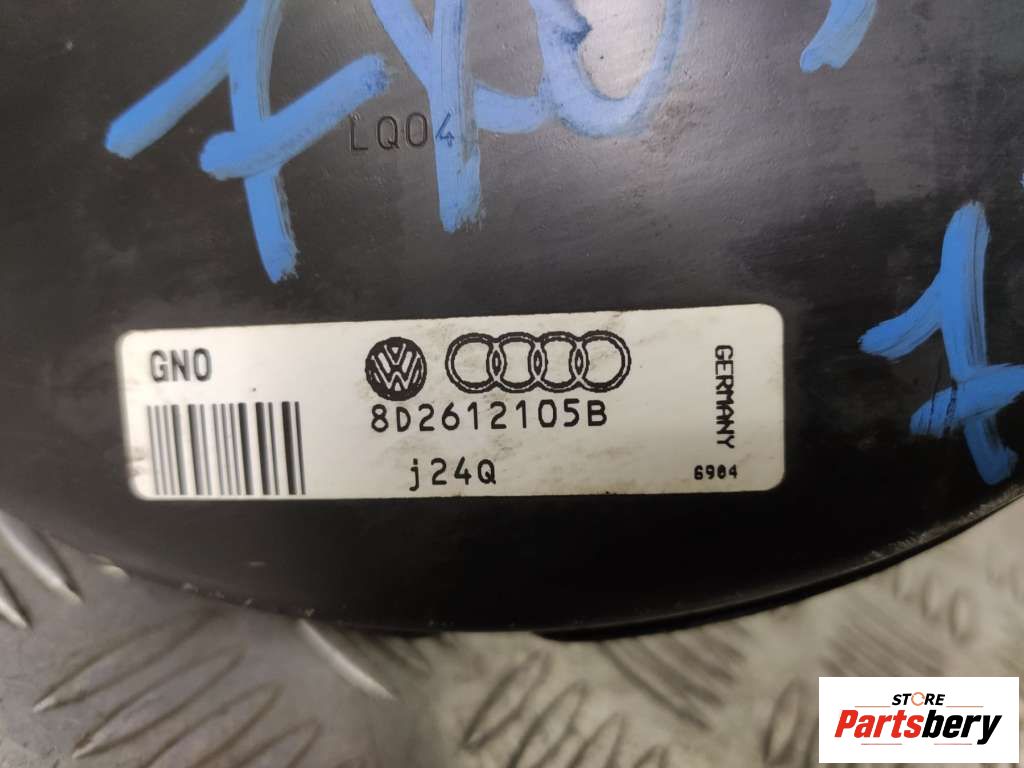 LQ04
GNO
8D2612105B
j24Q
GERMANY
6904
STORE
Partsbery